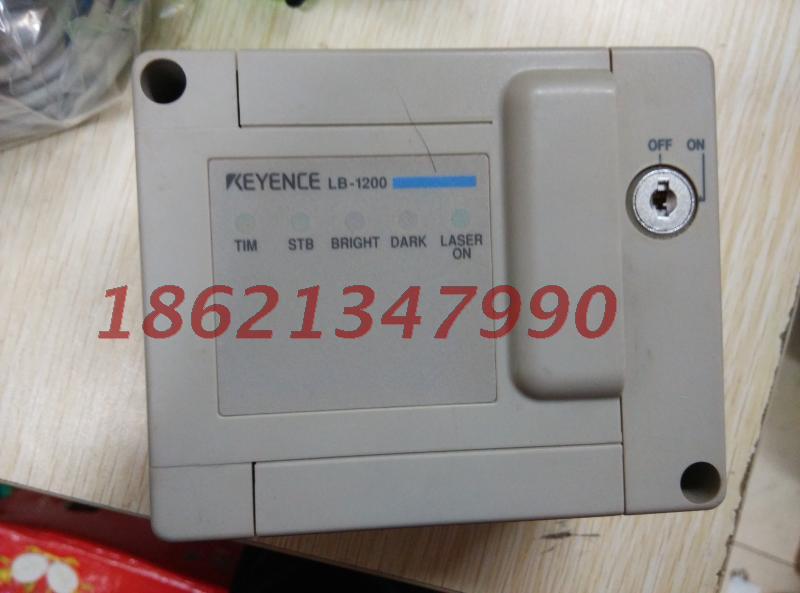 OFF ON
KEYENCE LB-1200
TIM STB BRIGHT DARK LASER ON
18621347990